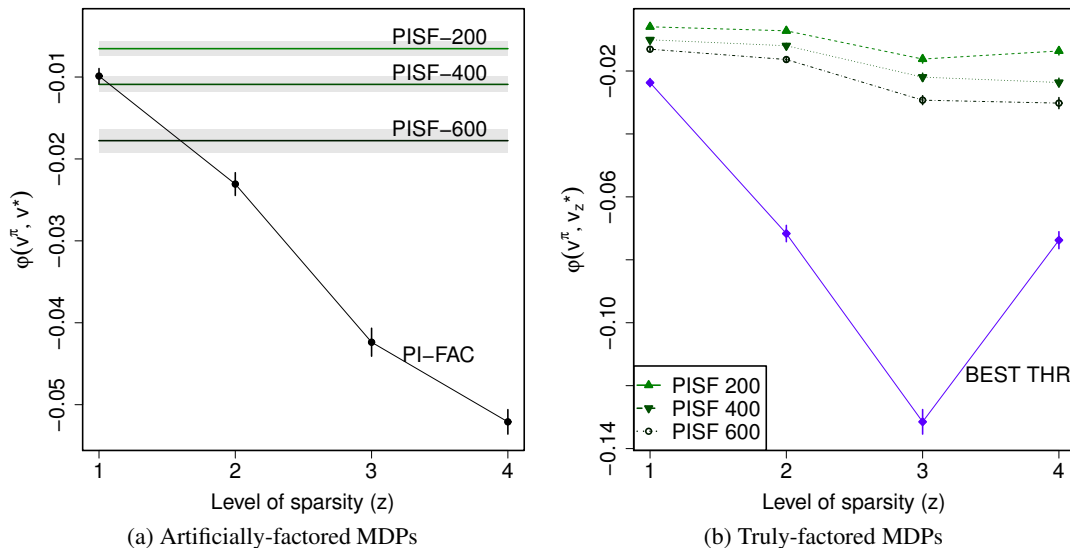 PISF−200
PISF−400
PISF−600
PI−FAC
−0.01
−0.02
−0.03
−0.04
−0.05
φ(v^π, v*)
1 2 3 4
Level of sparsity (z)
(a) Artificially-factored MDPs
−0.02
−0.06
−0.10
−0.14
φ(v^π, v_z*)
BEST THR
PISF 200
PISF 400
PISF 600
1 2 3 4
Level of sparsity (z)
(b) Truly-factored MDPs